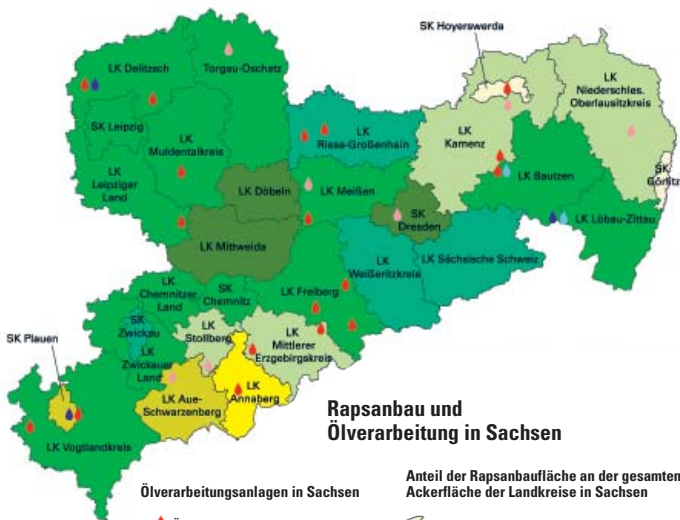 SK Hoyerswerda
LK Delitzsch
Torgau-Oschatz
LK
Niederschles.
Oberlausitzkreis
SK Leipzig
LK
Muldentalkreis
LK
Riesa-Großenhain
LK
Kamenz
LK
Leipziger
Land
LK Döbeln
LK Meißen
LK Bautzen
SK
Görlitz
SK
Dresden
LK Löbau-Zittau
LK Mittweida
LK
Weißeritzkreis
LK Sächsische Schweiz
LK
Chemnitzer
Land
SK
Chemnitz
LK Freiberg
SK
Zwickau
LK
Stollberg
LK
Mittlerer
Erzgebirgskreis
SK Plauen
LK
Zwickauer
Land
LK Aue-
Schwarzenberg
LK
Annaberg
LK Vogtlandkreis
Rapsanbau und
Ölverarbeitung in Sachsen
Ölverarbeitungsanlagen in Sachsen
Anteil der Rapsanbaufläche an der gesamten
Ackerfläche der Landkreise in Sachsen